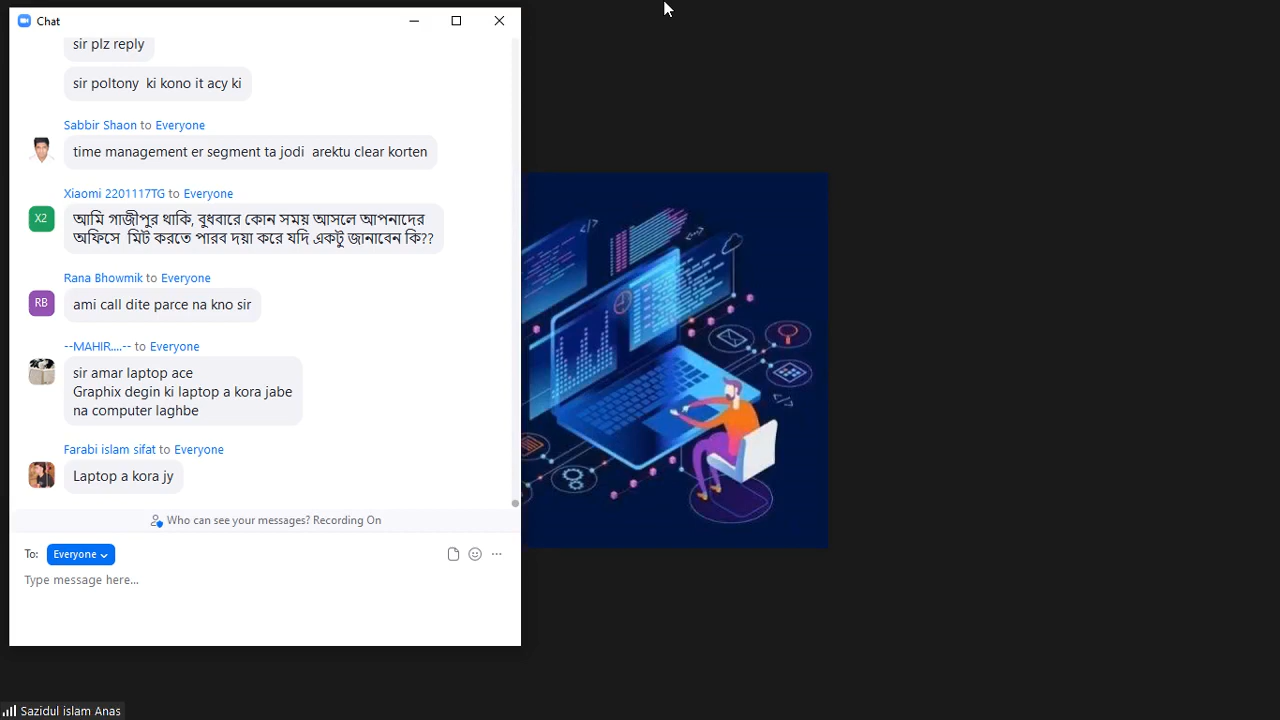 Chat
sir plz reply
sir poltony ki kono it acy ki
Sabbir Shaon to Everyone
time management er segment ta jodi arektu clear korten
Xiaomi 2201117TG to Everyone
X2
আমি গাজীপুর থাকি, বুধবারে কোন সময় আসলে আপনাদের
অফিসে মিট করতে পারব দয়া করে যদি একটু জানাবেন কি??
Rana Bhowmik to Everyone
RB
ami call dite parce na kno sir
--MAHIR....-- to Everyone
sir amar laptop ace
Graphix degin ki laptop a kora jabe
na computer laghbe
Farabi islam sifat to Everyone
Laptop a kora jy
Who can see your messages? Recording On
To: Everyone
Type message here...
Sazidul islam Anas